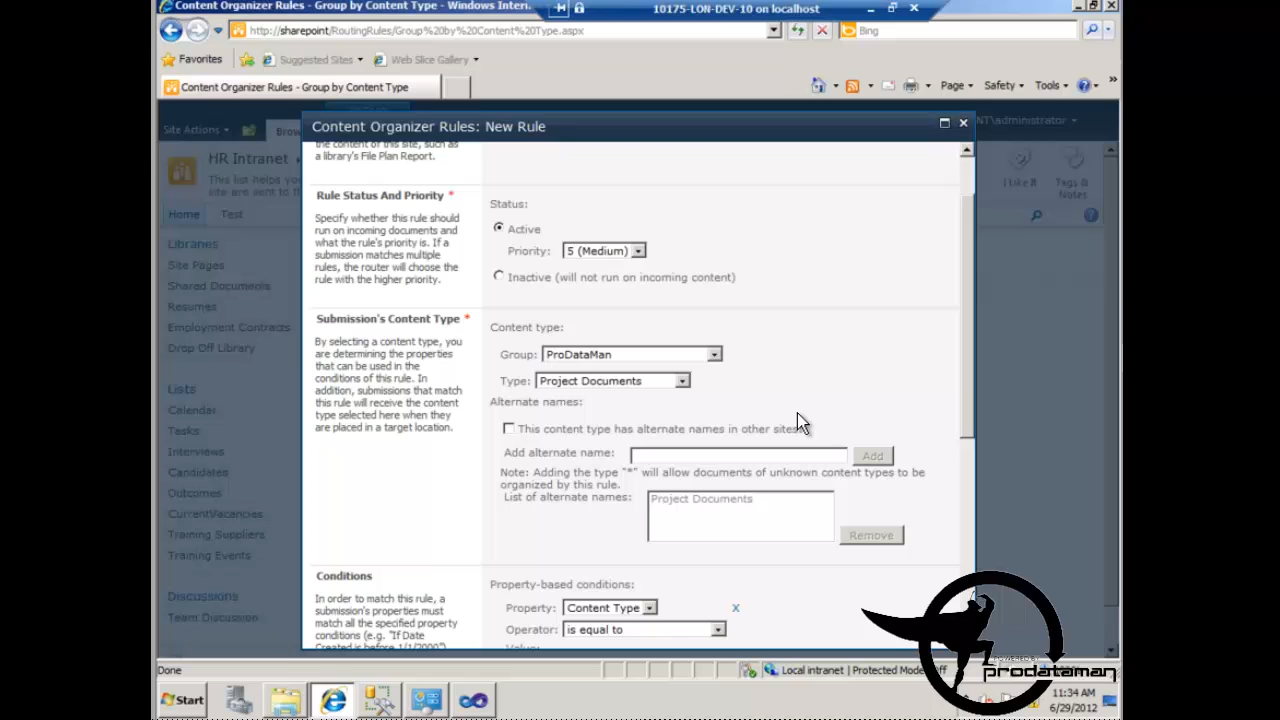 Content Organizer Rules - Group by Content Type - Windows Intern.
10175-LON-DEV-10 on localhost
http://sharepoint/RoutingRules/Group%20by%20Content%20Type.aspx
Bing
Favorites
Suggested Sites
Web Slice Gallery
Content Organizer Rules - Group by Content Type
Page
Safety
Tools
Site Actions
Brow
NT\administrator
HR Intranet
This list helps you
site are sent to th
I Like It
Tags &
Notes
Home
Test
Libraries
Site Pages
Shared Documents
Resumes
Employment Contracts
Drop Off Library
Lists
Calendar
Tasks
Interviews
Candidates
Outcomes
CurrentVacancies
Training Suppliers
Training Events
Discussions
Team Discussion
Content Organizer Rules: New Rule
the content of this site, such as
a library's File Plan Report.
Rule Status And Priority *
Specify whether this rule should
run on incoming documents and
what the rule's priority is. If a
submission matches multiple
rules, the router will choose the
rule with the higher priority.
Status:
Active
Priority: 5 (Medium)
Inactive (will not run on incoming content)
Submission's Content Type *
By selecting a content type, you
are determining the properties
that can be used in the
conditions of this rule. In
addition, submissions that match
this rule will receive the content
type selected here when they
are placed in a target location.
Content type:
Group: ProDataMan
Type: Project Documents
Alternate names:
This content type has alternate names in other sites
Add alternate name:
Add
Note: Adding the type "*" will allow documents of unknown content types to be
organized by this rule.
List of alternate names:
Project Documents
Remove
Conditions
In order to match this rule, a
submission's properties must
match all the specified property
conditions (e.g. "If Date
Created is before 1/1/2000")
Property-based conditions:
Property: Content Type
X
Operator: is equal to
Value:
Done
Local intranet | Protected Mode: Off
POWERED BY
prodataman
Start
11:34 AM
6/29/2012